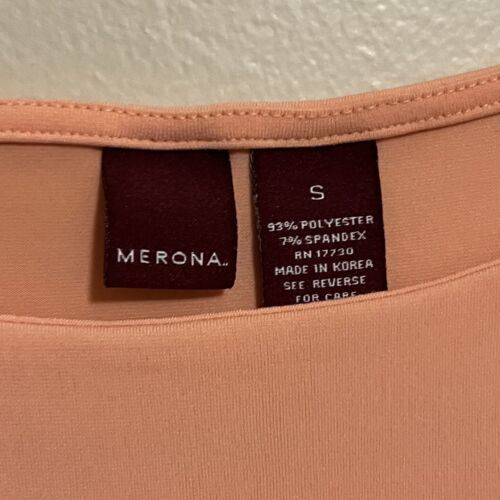 MERONA
S
93% POLYESTER
7% SPANDEX
RN 17730
MADE IN KOREA
SEE REVERSE
FOR CARE